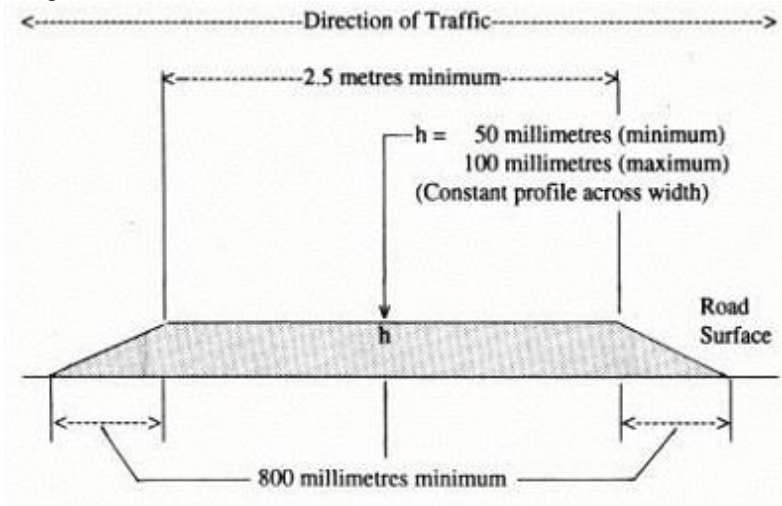 Direction of Traffic
2.5 metres minimum
h = 50 millimetres (minimum)
100 millimetres (maximum)
(Constant profile across width)
Road
Surface
h
800 millimetres minimum